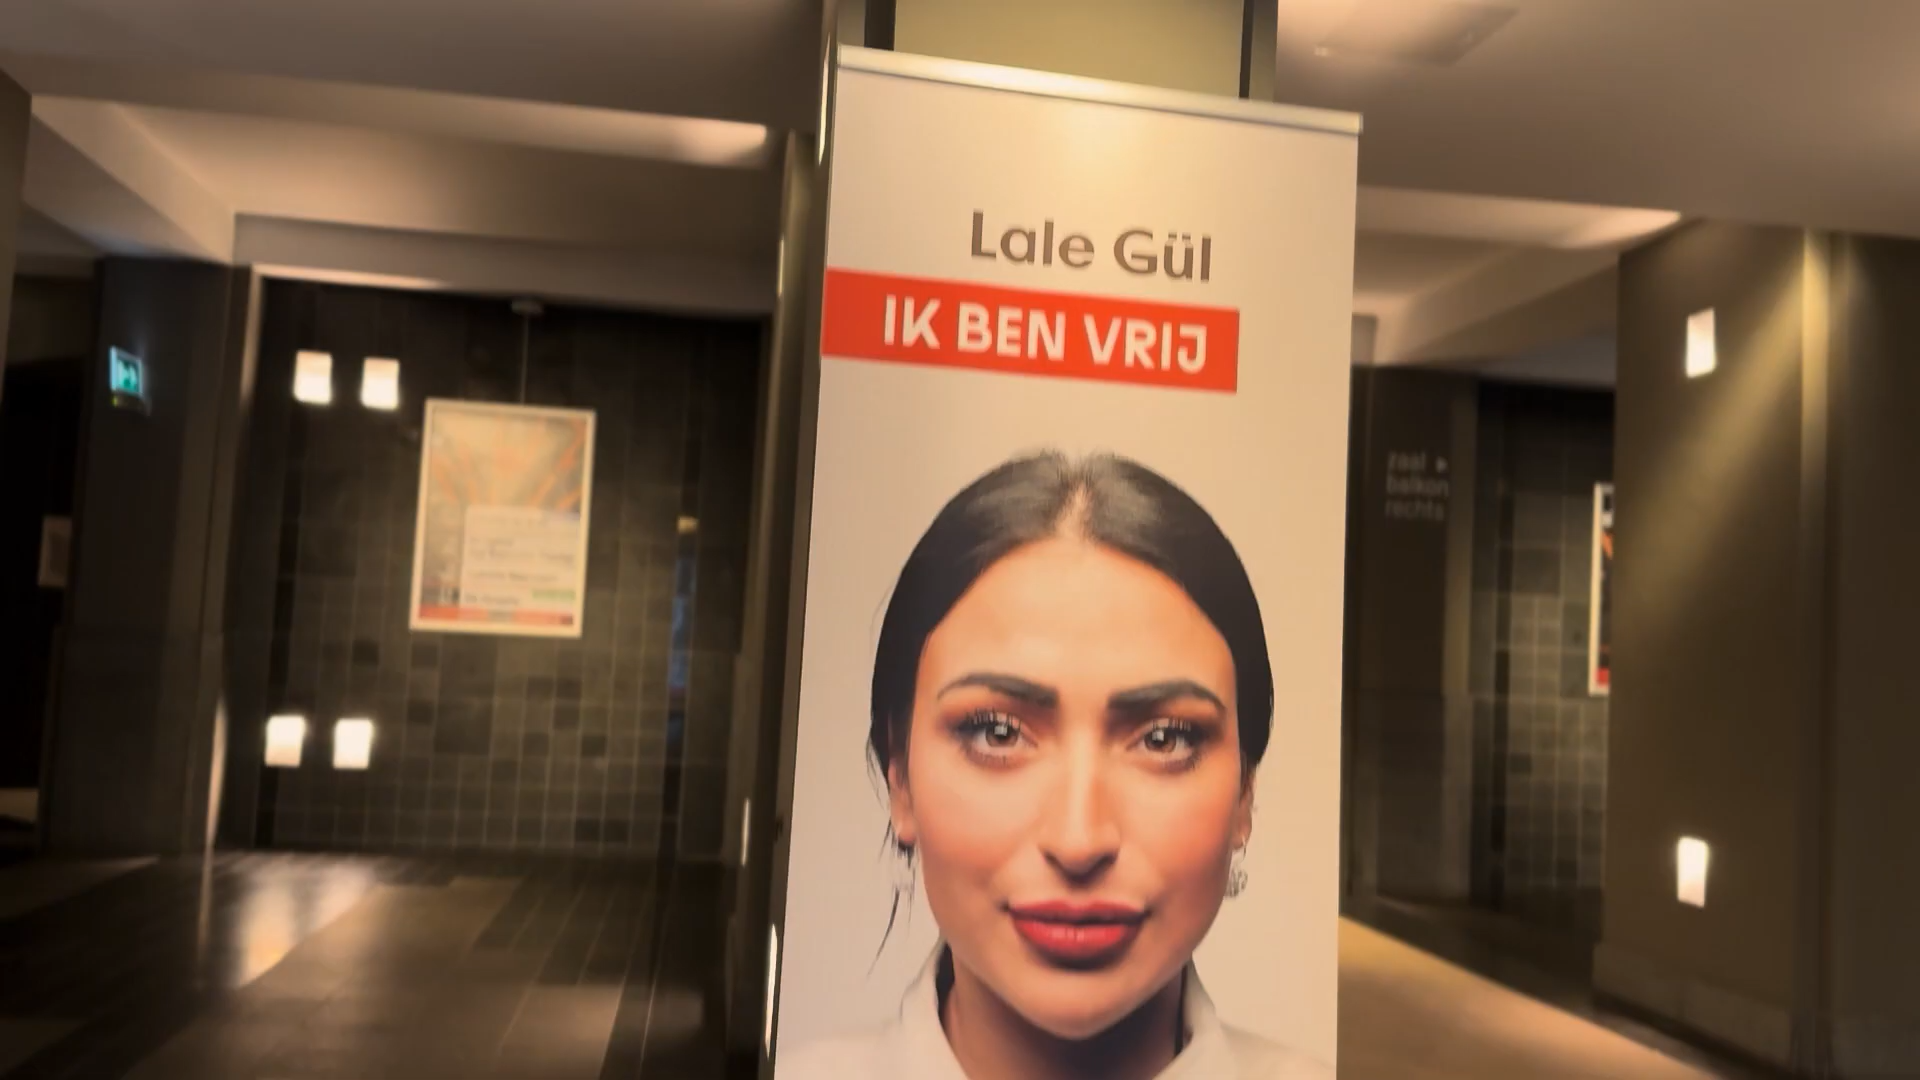 Lale Gül
IK BEN VRIJ
zaal ▸
balkon
rechts